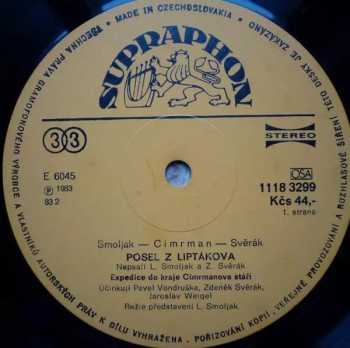 MADE IN CZECHOSLOVAKIA • VŠECHNA PRÁVA GRAMOFONOVÉHO VÝROBCE A VLASTNÍKŮ AUTORSKÝCH PRÁV K DÍLU VYHRAŽENA. POŘIZOVÁNÍ KOPIÍ, VEŘEJNÉ PROVOZOVÁNÍ A ROZHLASOVÉ ŠÍŘENÍ TÉTO DESKY JE ZAKÁZÁNO
SUPRAPHON
33
STEREO
E 6045
Ⓟ 1983
83 2
OSA
1118 3299
Kčs 44,-
1. strana
Smoljak — Cimrman — Svěrák
POSEL Z LIPTÁKOVA
Napsali L. Smoljak a Z. Svěrák
Expedice do kraje Cimrmanova stáří
Účinkují Pavel Vondruška, Zdeněk Svěrák,
Jaroslav Weigel
Režie představení L. Smoljak